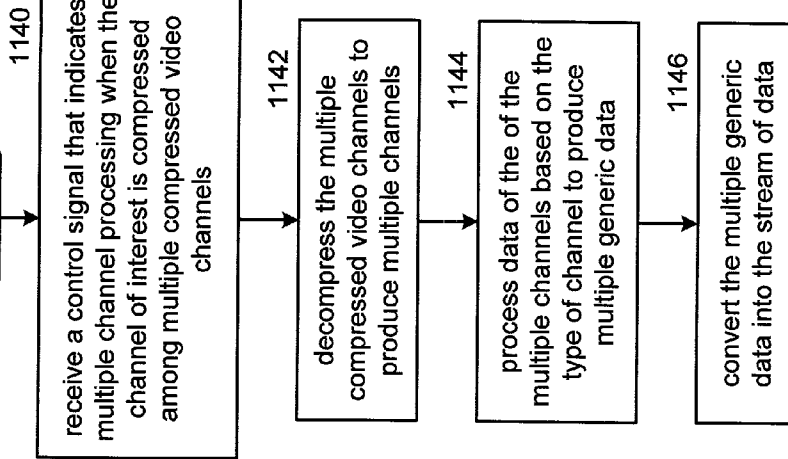 1140
receive a control signal that indicates
multiple channel processing when the
channel of interest is compressed
among multiple compressed video
channels
1142
decompress the multiple
compressed video channels to
produce multiple channels
1144
process data of the of the
multiple channels based on the
type of channel to produce
multiple generic data
1146
convert the multiple generic
data into the stream of data